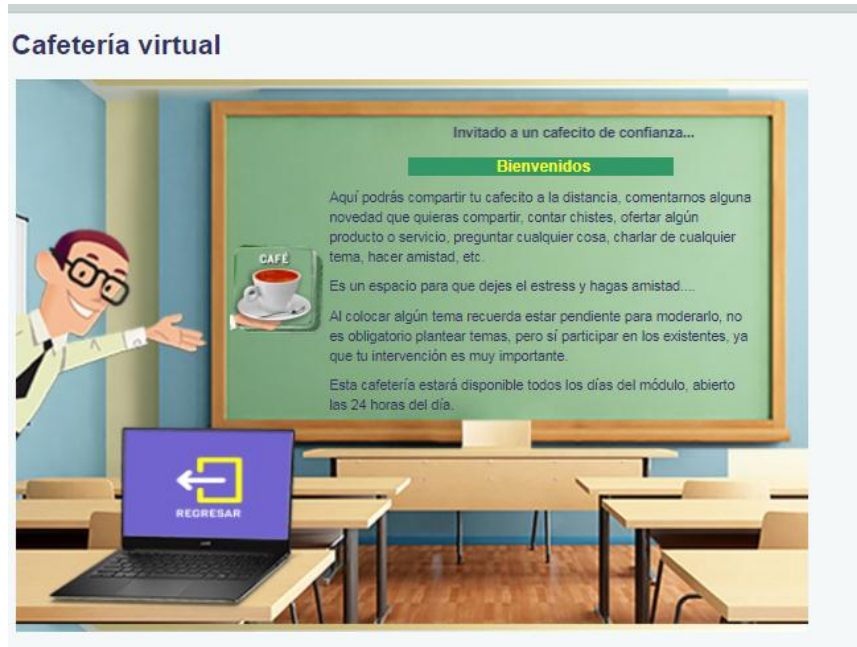 Cafetería virtual
Invitado a un cafecito de confianza...
Bienvenidos
Aquí podrás compartir tu cafecito a la distancia, comentarnos alguna
novedad que quieras compartir, contar chistes, ofertar algún
producto o servicio, preguntar cualquier cosa, charlar de cualquier
tema, hacer amistad, etc.
CAFÉ
Es un espacio para que dejes el estress y hagas amistad....
Al colocar algún tema recuerda estar pendiente para moderarlo, no
es obligatorio plantear temas, pero sí participar en los existentes, ya
que tu intervención es muy importante.
Esta cafetería estará disponible todos los días del módulo, abierto
las 24 horas del día.
REGRESAR